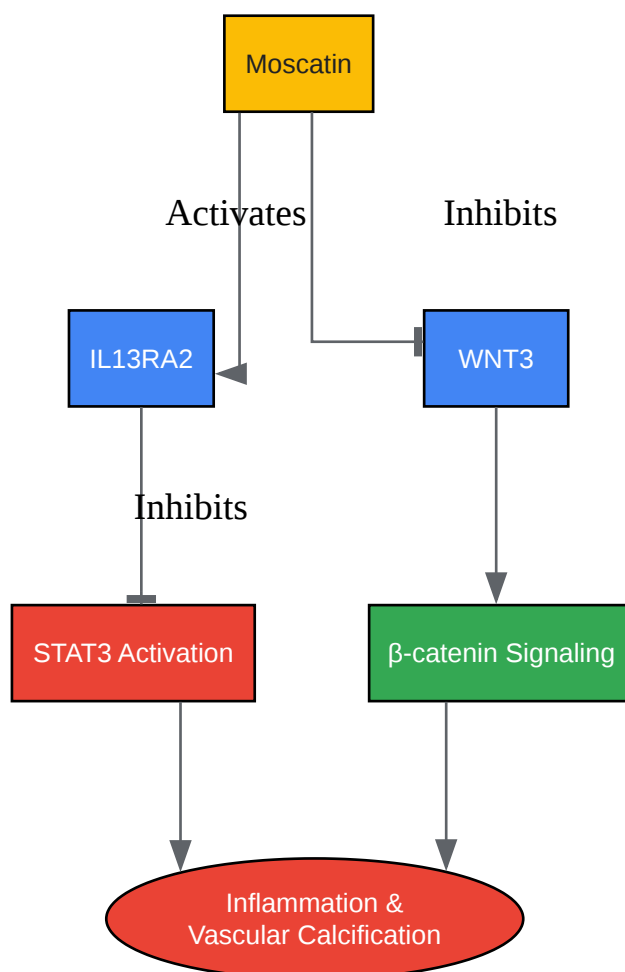 Moscatin
Activates
Inhibits
IL13RA2
WNT3
Inhibits
STAT3 Activation
β-catenin Signaling
Inflammation &
Vascular Calcification